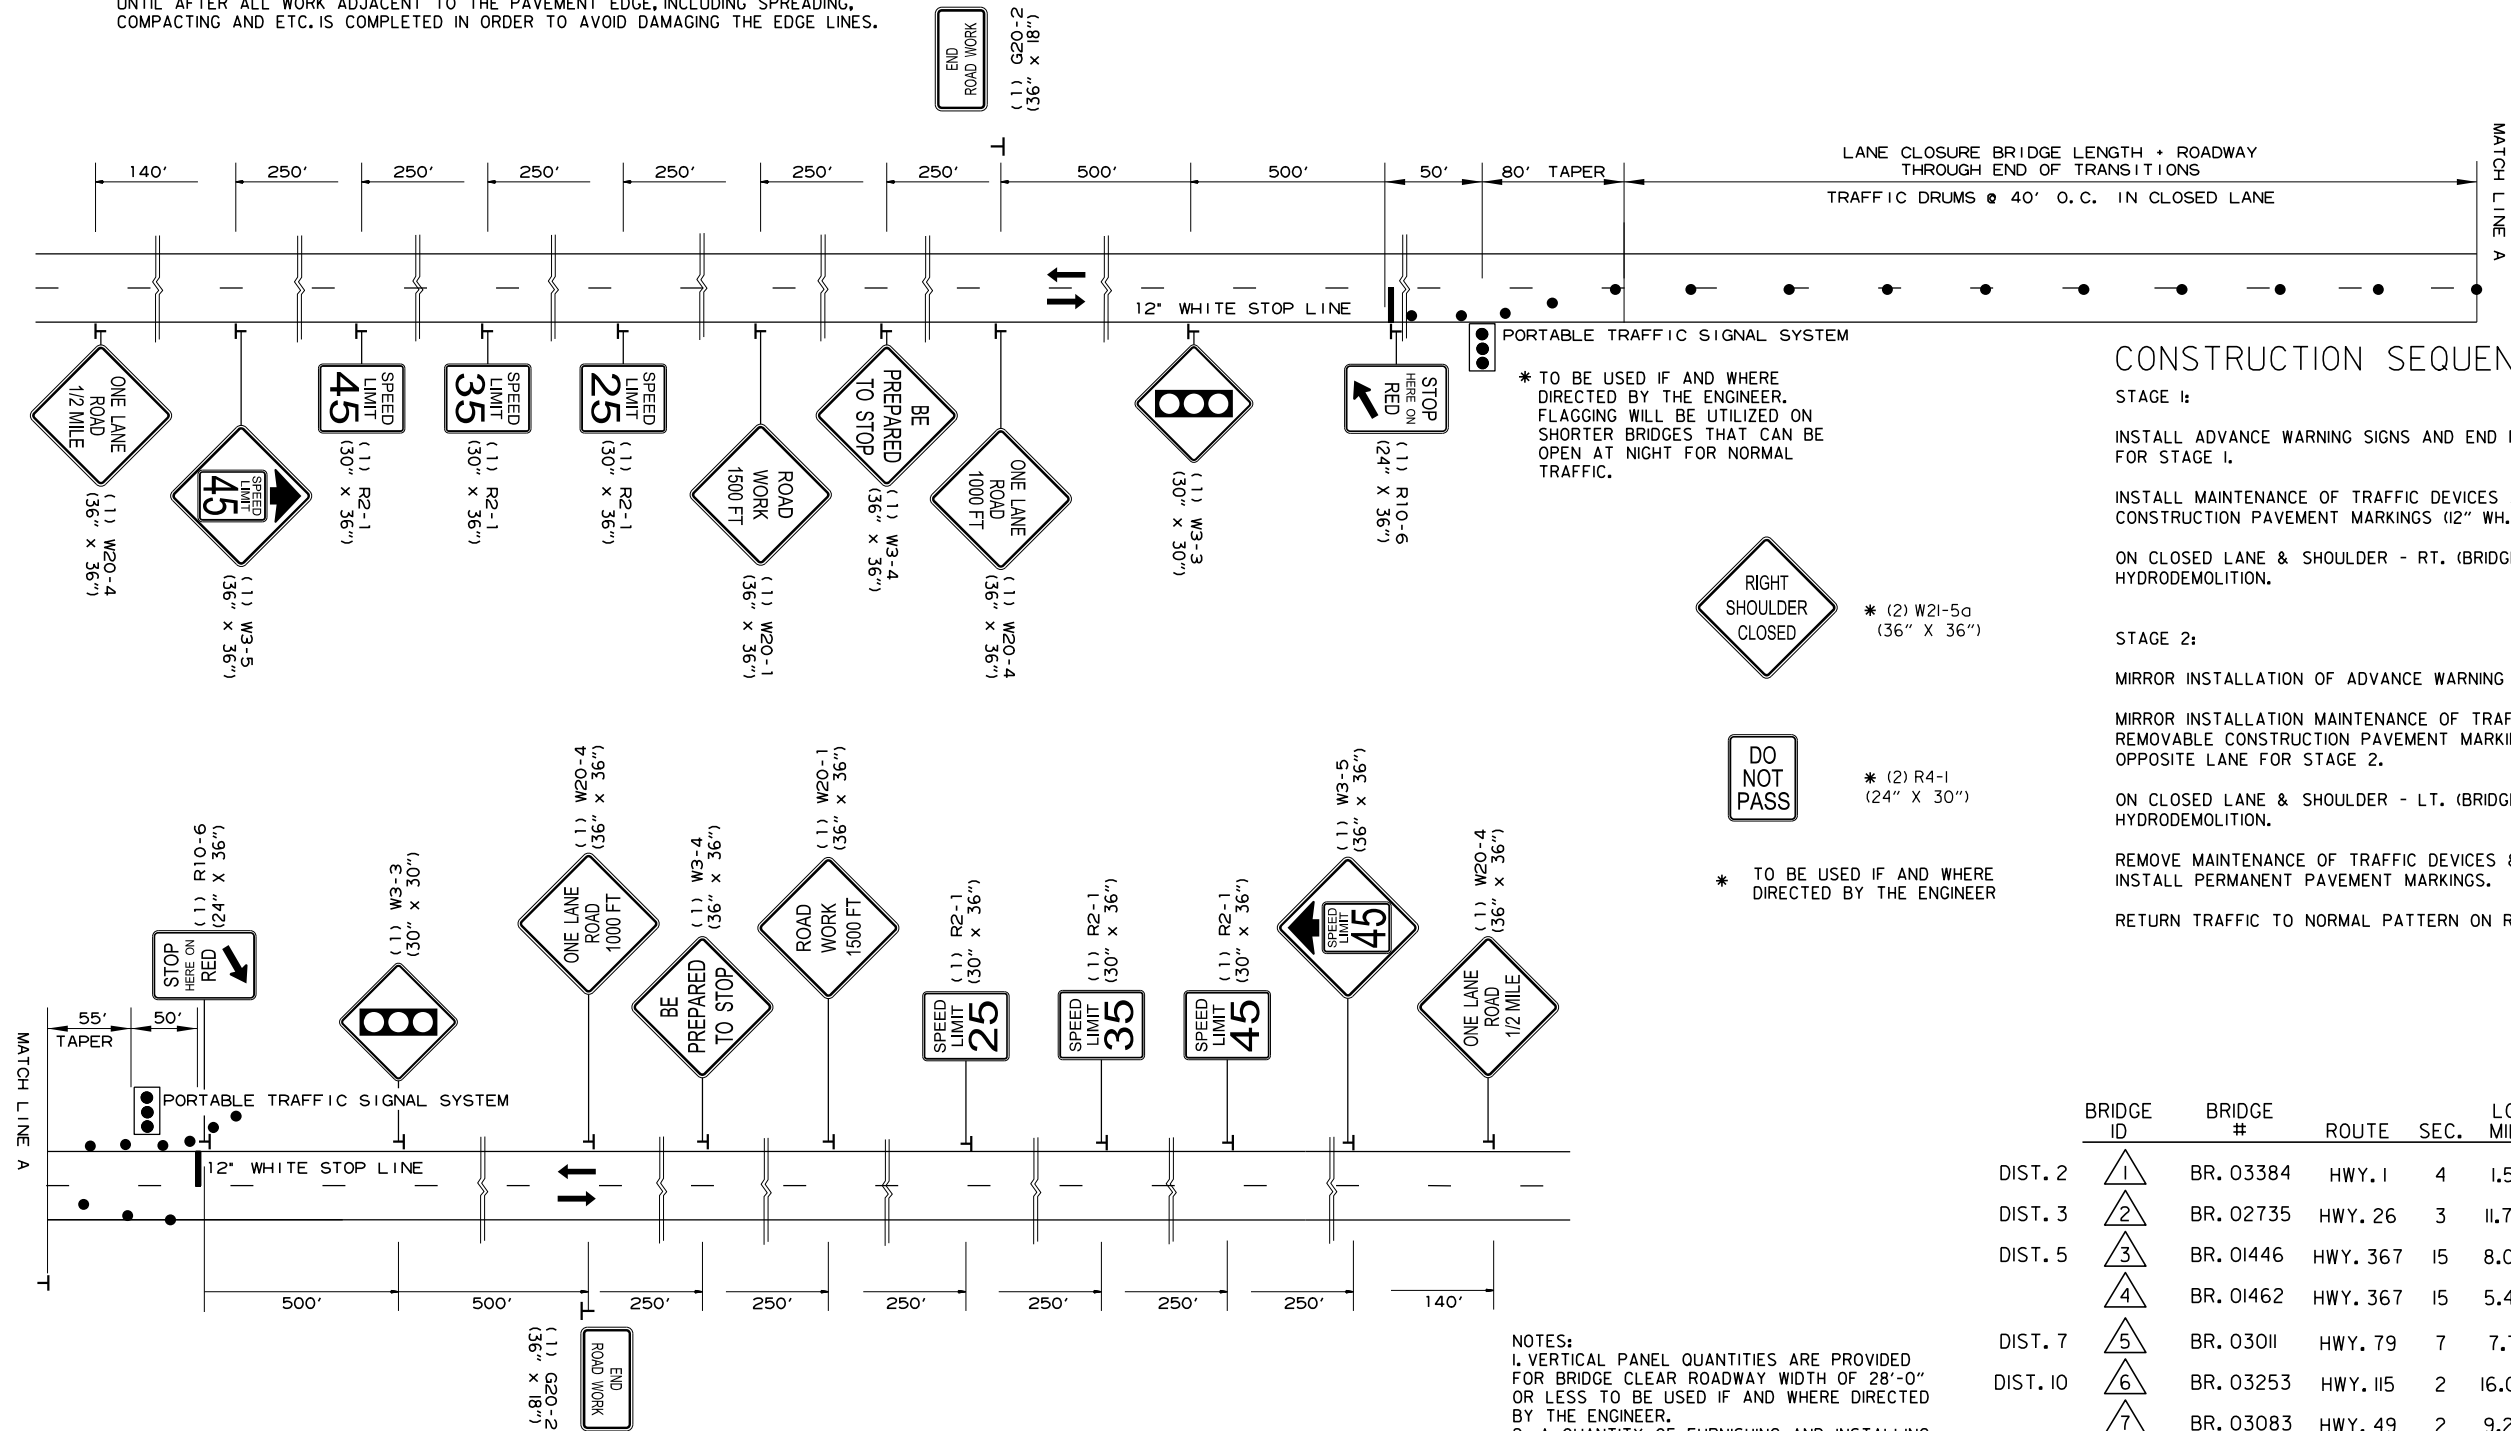 UNTIL AFTER ALL WORK ADJACENT TO THE PAVEMENT EDGE, INCLUDING SPREADING,
COMPACTING AND ETC. IS COMPLETED IN ORDER TO AVOID DAMAGING THE EDGE LINES.
END
ROAD WORK
(1) G20-2
(36" x 18")
140'
250'
250'
250'
250'
250'
250'
500'
500'
50'
80' TAPER
LANE CLOSURE BRIDGE LENGTH + ROADWAY
THROUGH END OF TRANSITIONS
TRAFFIC DRUMS @ 40' O.C. IN CLOSED LANE
MATCH LINE A
12" WHITE STOP LINE
PORTABLE TRAFFIC SIGNAL SYSTEM
* TO BE USED IF AND WHERE
DIRECTED BY THE ENGINEER.
FLAGGING WILL BE UTILIZED ON
SHORTER BRIDGES THAT CAN BE
OPEN AT NIGHT FOR NORMAL
TRAFFIC.
ONE LANE
ROAD
1/2 MILE
(1) W20-4
(36" x 36")
SPEED
LIMIT
45
(1) W3-5
(36" x 36")
SPEED
LIMIT
45
(1) R2-1
(30" x 36")
SPEED
LIMIT
35
(1) R2-1
(30" x 36")
SPEED
LIMIT
25
(1) R2-1
(30" x 36")
ROAD
WORK
1500 FT
(1) W20-1
(36" x 36")
BE
PREPARED
TO STOP
(1) W3-4
(36" x 36")
ONE LANE
ROAD
1000 FT
(1) W20-4
(36" x 36")
(1) W3-3
(30" x 30")
STOP
HERE ON
RED
(1) R10-6
(24" X 36")
RIGHT
SHOULDER
CLOSED
* (2) W21-5a
(36" X 36")
DO
NOT
PASS
* (2) R4-1
(24" X 30")
* TO BE USED IF AND WHERE
DIRECTED BY THE ENGINEER
CONSTRUCTION SEQUEN
STAGE 1:
INSTALL ADVANCE WARNING SIGNS AND END
FOR STAGE 1.
INSTALL MAINTENANCE OF TRAFFIC DEVICES
CONSTRUCTION PAVEMENT MARKINGS (12" WH.
ON CLOSED LANE & SHOULDER - RT. (BRIDG
HYDRODEMOLITION.
STAGE 2:
MIRROR INSTALLATION OF ADVANCE WARNING
MIRROR INSTALLATION MAINTENANCE OF TRAF
REMOVABLE CONSTRUCTION PAVEMENT MARKI
OPPOSITE LANE FOR STAGE 2.
ON CLOSED LANE & SHOULDER - LT. (BRIDG
HYDRODEMOLITION.
REMOVE MAINTENANCE OF TRAFFIC DEVICES &
INSTALL PERMANENT PAVEMENT MARKINGS.
RETURN TRAFFIC TO NORMAL PATTERN ON R
MATCH LINE A
55'
TAPER
50'
STOP
HERE ON
RED
(1) R10-6
(24" X 36")
(1) W3-3
(30" x 30")
ONE LANE
ROAD
1000 FT
(1) W20-4
(36" x 36")
BE
PREPARED
TO STOP
(1) W3-4
(36" x 36")
ROAD
WORK
1500 FT
(1) W20-1
(36" x 36")
SPEED
LIMIT
25
(1) R2-1
(30" x 36")
SPEED
LIMIT
35
(1) R2-1
(30" x 36")
SPEED
LIMIT
45
(1) R2-1
(30" x 36")
SPEED
LIMIT
45
(1) W3-5
(36" x 36")
ONE LANE
ROAD
1/2 MILE
(1) W20-4
(36" x 36")
PORTABLE TRAFFIC SIGNAL SYSTEM
12" WHITE STOP LINE
500'
500'
250'
250'
250'
250'
250'
250'
140'
(1) G20-2
(36" x 18")
END
ROAD WORK
NOTES:
1. VERTICAL PANEL QUANTITIES ARE PROVIDED
FOR BRIDGE CLEAR ROADWAY WIDTH OF 28'-0"
OR LESS TO BE USED IF AND WHERE DIRECTED
BY THE ENGINEER.
2. A QUANTITY OF FURNISHING AND INSTALLING
BRIDGE ID BRIDGE # ROUTE SEC. LO MI
DIST. 2 1 BR. 03384 HWY. 1 4 1.5
DIST. 3 2 BR. 02735 HWY. 26 3 11.7
DIST. 5 3 BR. 01446 HWY. 367 15 8.0
4 BR. 01462 HWY. 367 15 5.4
DIST. 7 5 BR. 03011 HWY. 79 7 7.
DIST. 10 6 BR. 03253 HWY. 115 2 16.0
7 BR. 03083 HWY. 49 2 9.2